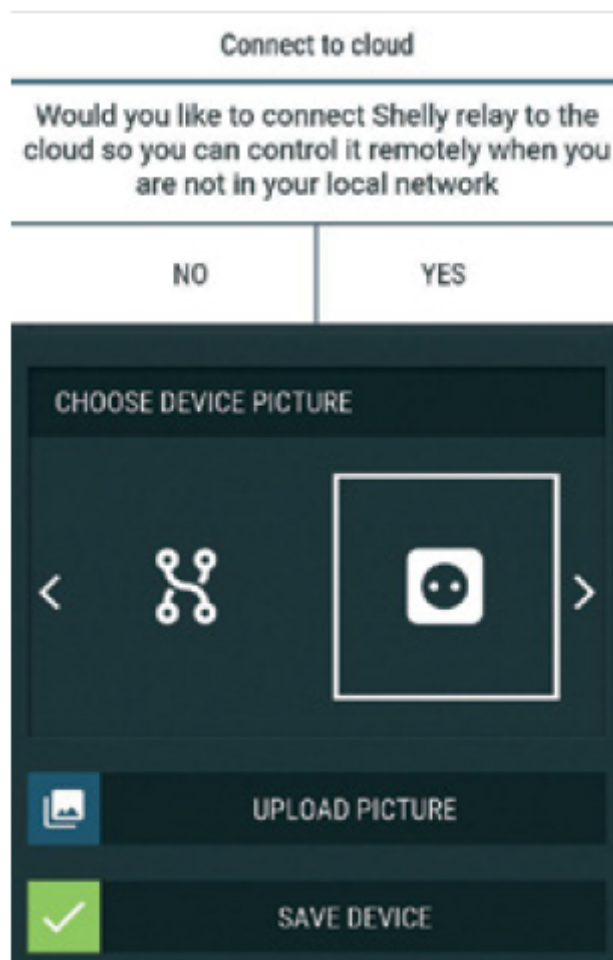 Connect to cloud
Would you like to connect Shelly relay to the
cloud so you can control it remotely when you
are not in your local network
NO YES
CHOOSE DEVICE PICTURE
UPLOAD PICTURE
SAVE DEVICE